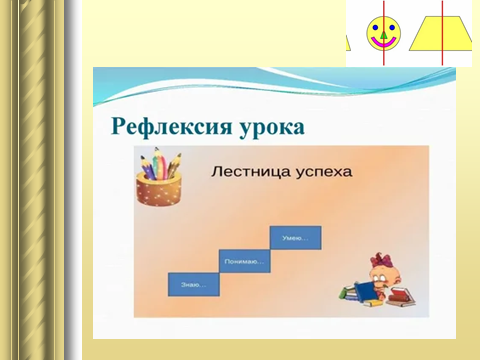 Рефлексия урока
Лестница успеха
Умею...
Понимаю...
Знаю...